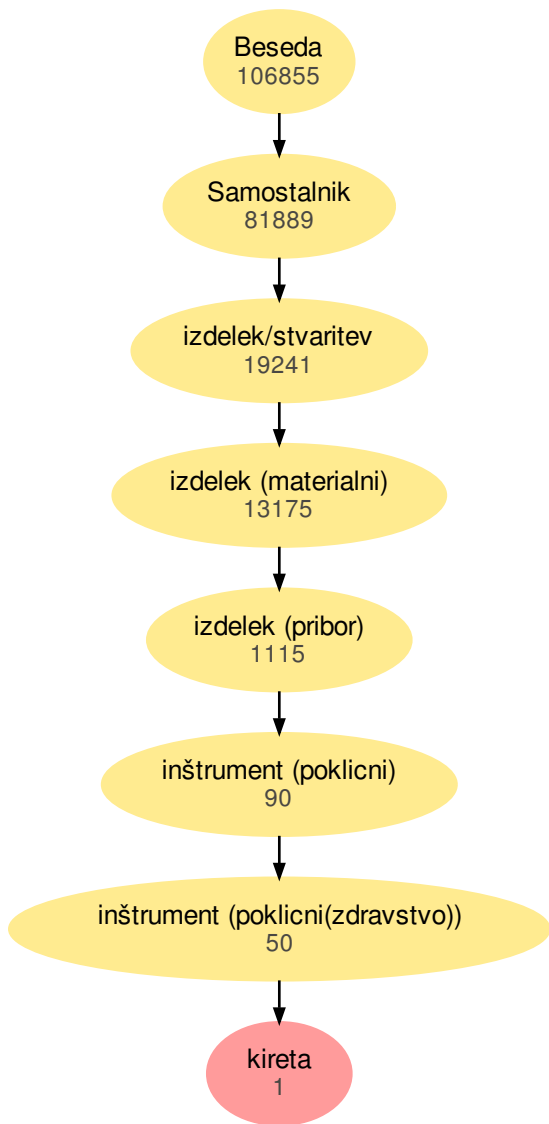 Beseda
106855
Samostalnik
81889
izdelek/stvaritev
19241
izdelek (materialni)
13175
izdelek (pribor)
1115
inštrument (poklicni)
90
inštrument (poklicni(zdravstvo))
50
kireta
1